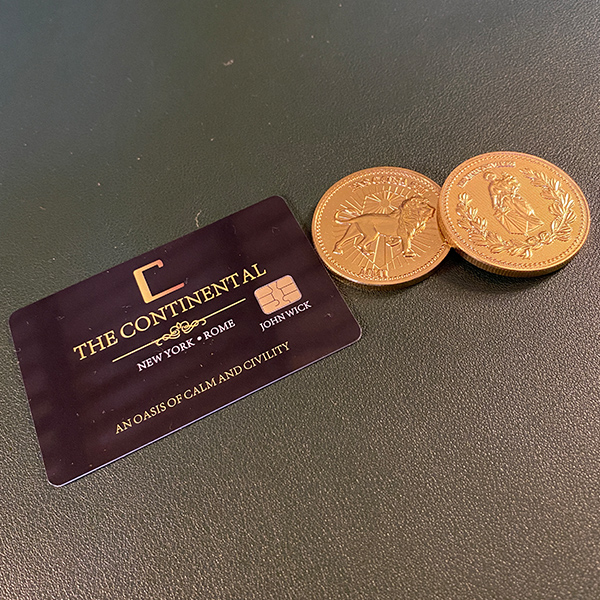 C
THE CONTINENTAL
NEW YORK • ROME
JOHN WICK
AN OASIS OF CALM AND CIVILITY